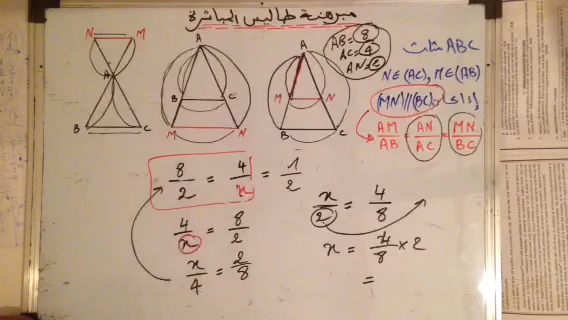 مبرهنة طاليس المباشرة
ABC مثلث
N∈(AC), M∈(AB)
إذا كان (MN)//(BC)
AM/AB = AN/AC = MN/BC
AB= 8
AC= 4
AN=
N M
A
B C
A
B C
M N
A
M N
B C
8/2 = 4/x = 1/2
4/x = 8/2
x/4 = 2/8
x/2 = 4/8
x = 4/8 × 2
=